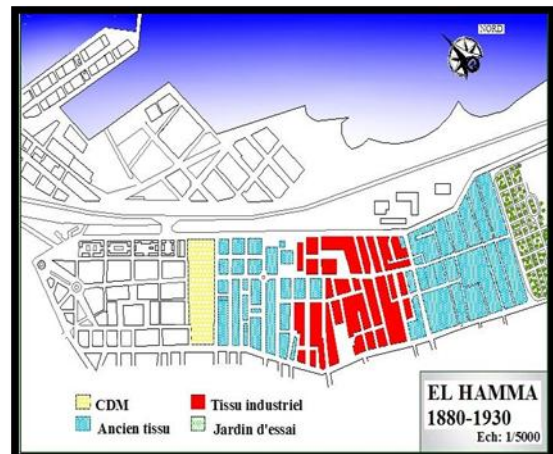 NORD
CDM
Tissu industriel
Ancien tissu
Jardin d'essai
EL HAMMA
1880-1930
Ech: 1/5000